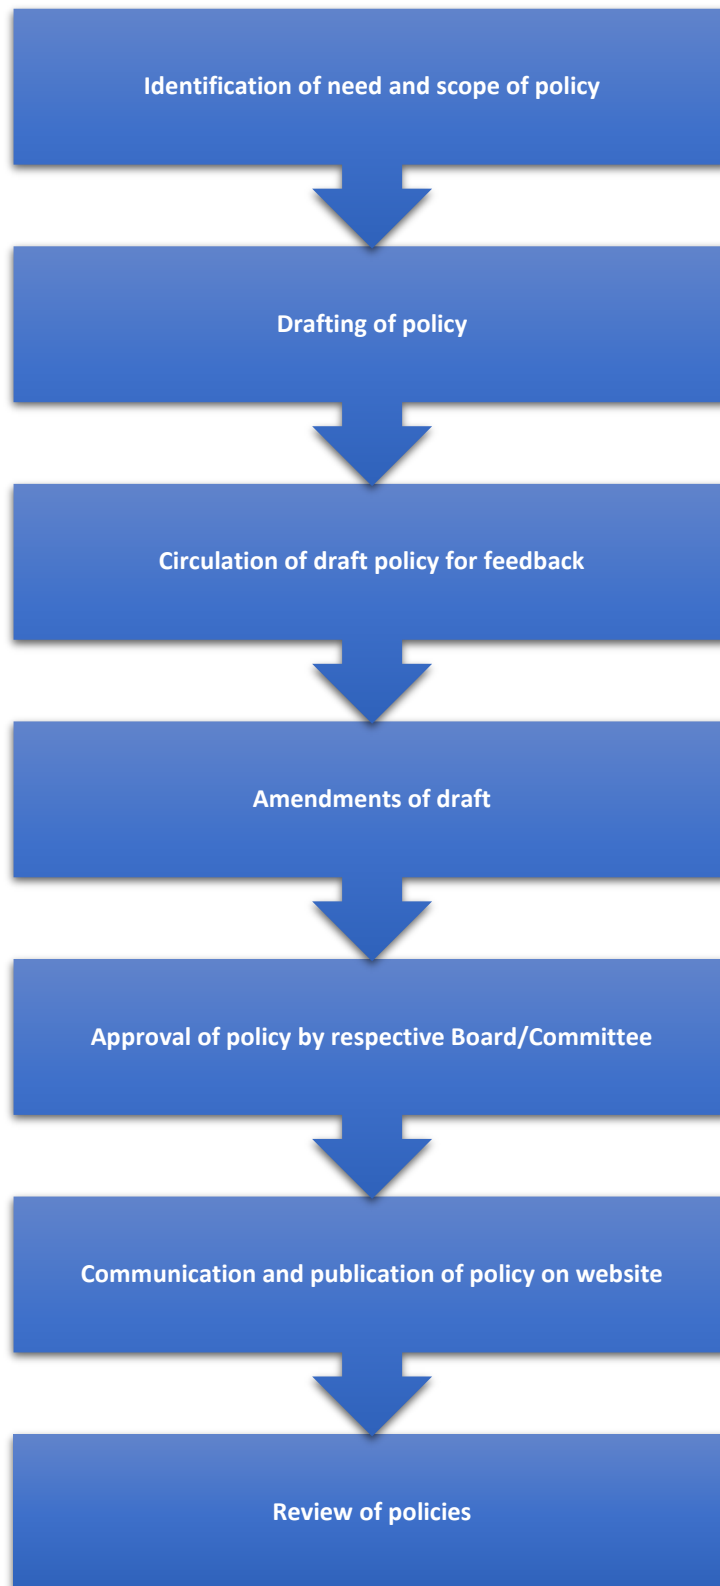 Identification of need and scope of policy
Drafting of policy
Circulation of draft policy for feedback
Amendments of draft
Approval of policy by respective Board/Committee
Communication and publication of policy on website
Review of policies